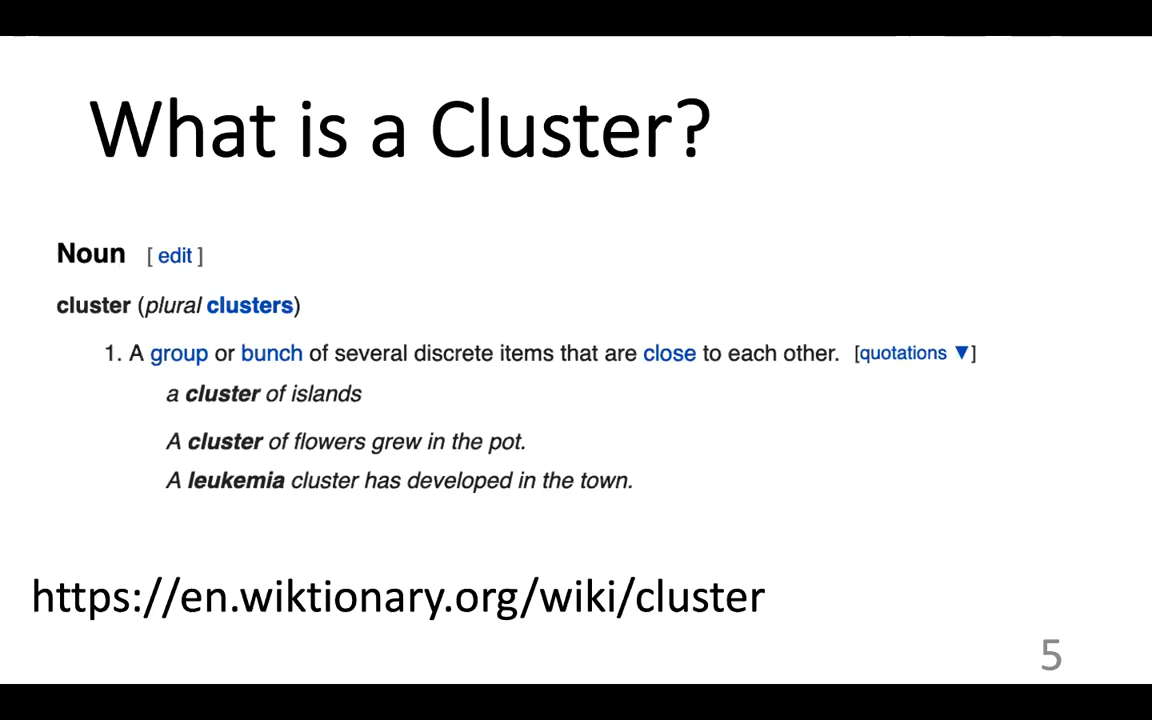 What is a Cluster?
Noun [ edit ]
cluster (plural clusters)
1. A group or bunch of several discrete items that are close to each other. [quotations ▼]
a cluster of islands
A cluster of flowers grew in the pot.
A leukemia cluster has developed in the town.
https://en.wiktionary.org/wiki/cluster
5